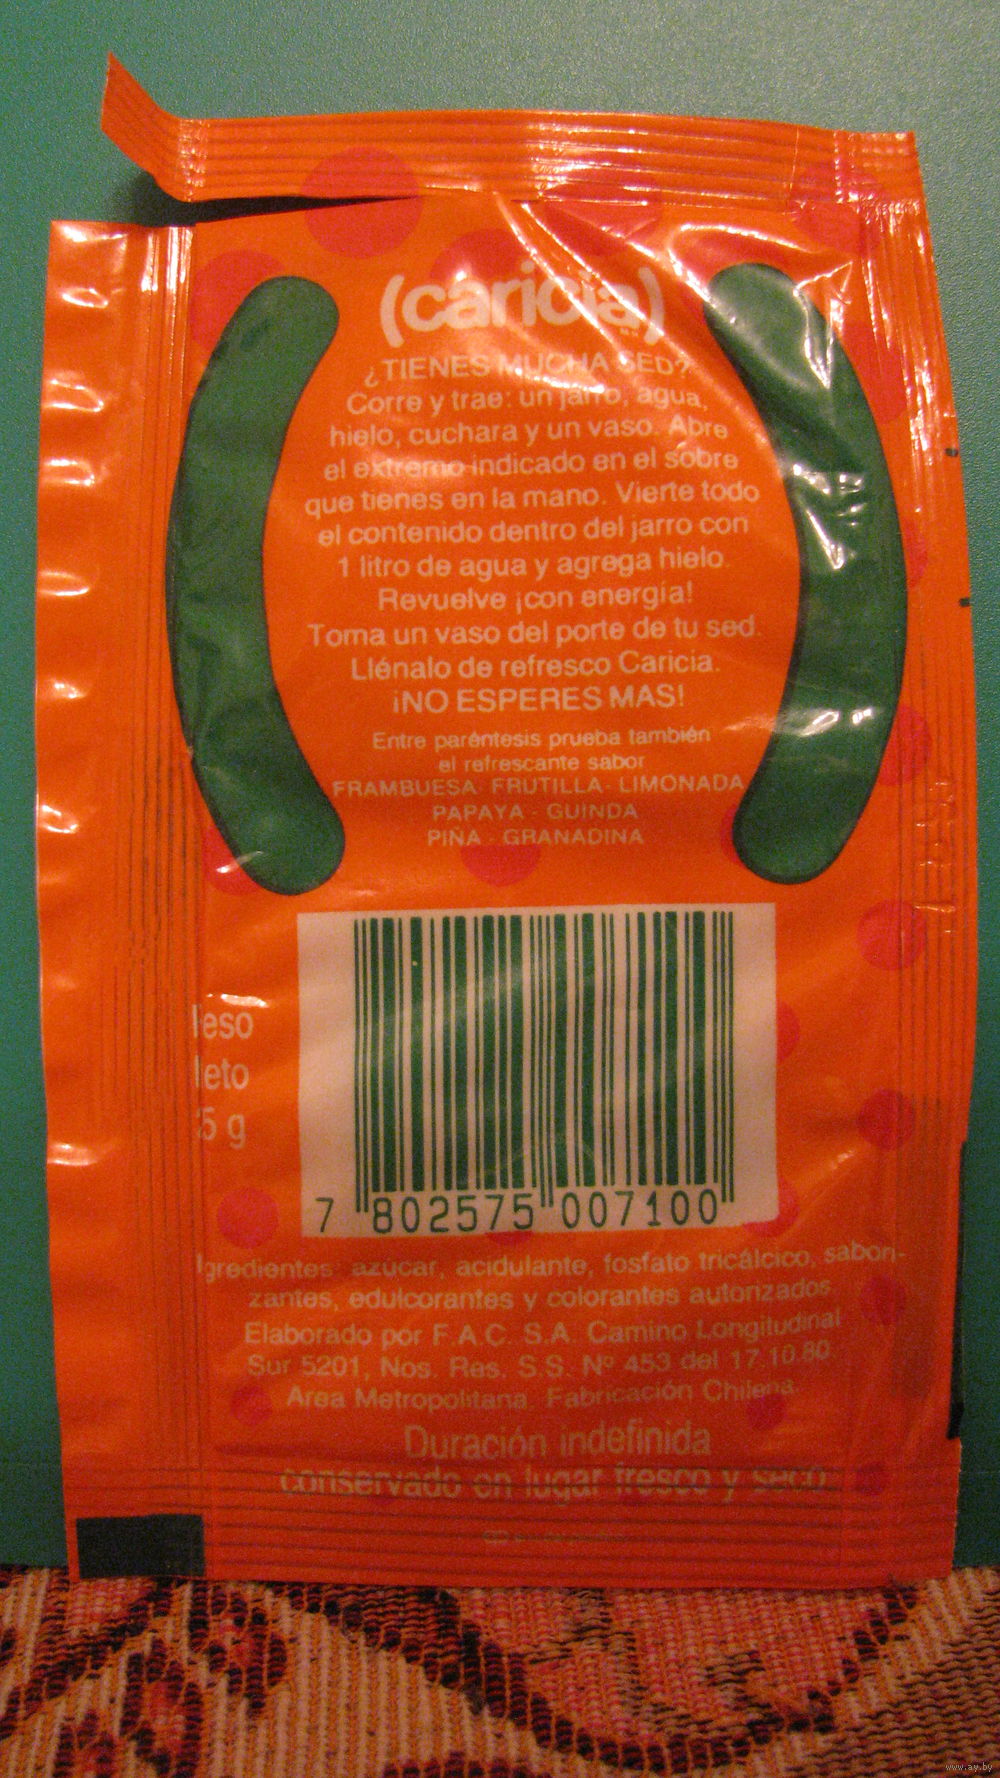 (caricia)
¿TIENES MUCHA SED?
Corre y trae: un jarro, agua,
hielo, cuchara y un vaso. Abre
el extremo indicado en el sobre
que tienes en la mano. Vierte todo
el contenido dentro del jarro con
1 litro de agua y agrega hielo.
Revuelve ¡con energía!
Toma un vaso del porte de tu sed.
Llénalo de refresco Caricia.
¡NO ESPERES MAS!
Entre paréntesis prueba también
el refrescante sabor
FRAMBUESA- FRUTILLA- LIMONADA
PAPAYA - GUINDA
PIÑA - GRANADINA
eso
leto
5 g
7 802575 007100
Igredientes: azúcar, acidulante, fosfato tricálcico, sabori-
zantes, edulcorantes y colorantes autorizados
Elaborado por F.A.C. S.A. Camino Longitudinal
Sur 5201, Nos. Res. S.S. Nº 453 del 17.10.80.
Area Metropolitana. Fabricación Chilena
Duración indefinida
conservado en lugar fresco y seco.
www.ay.by